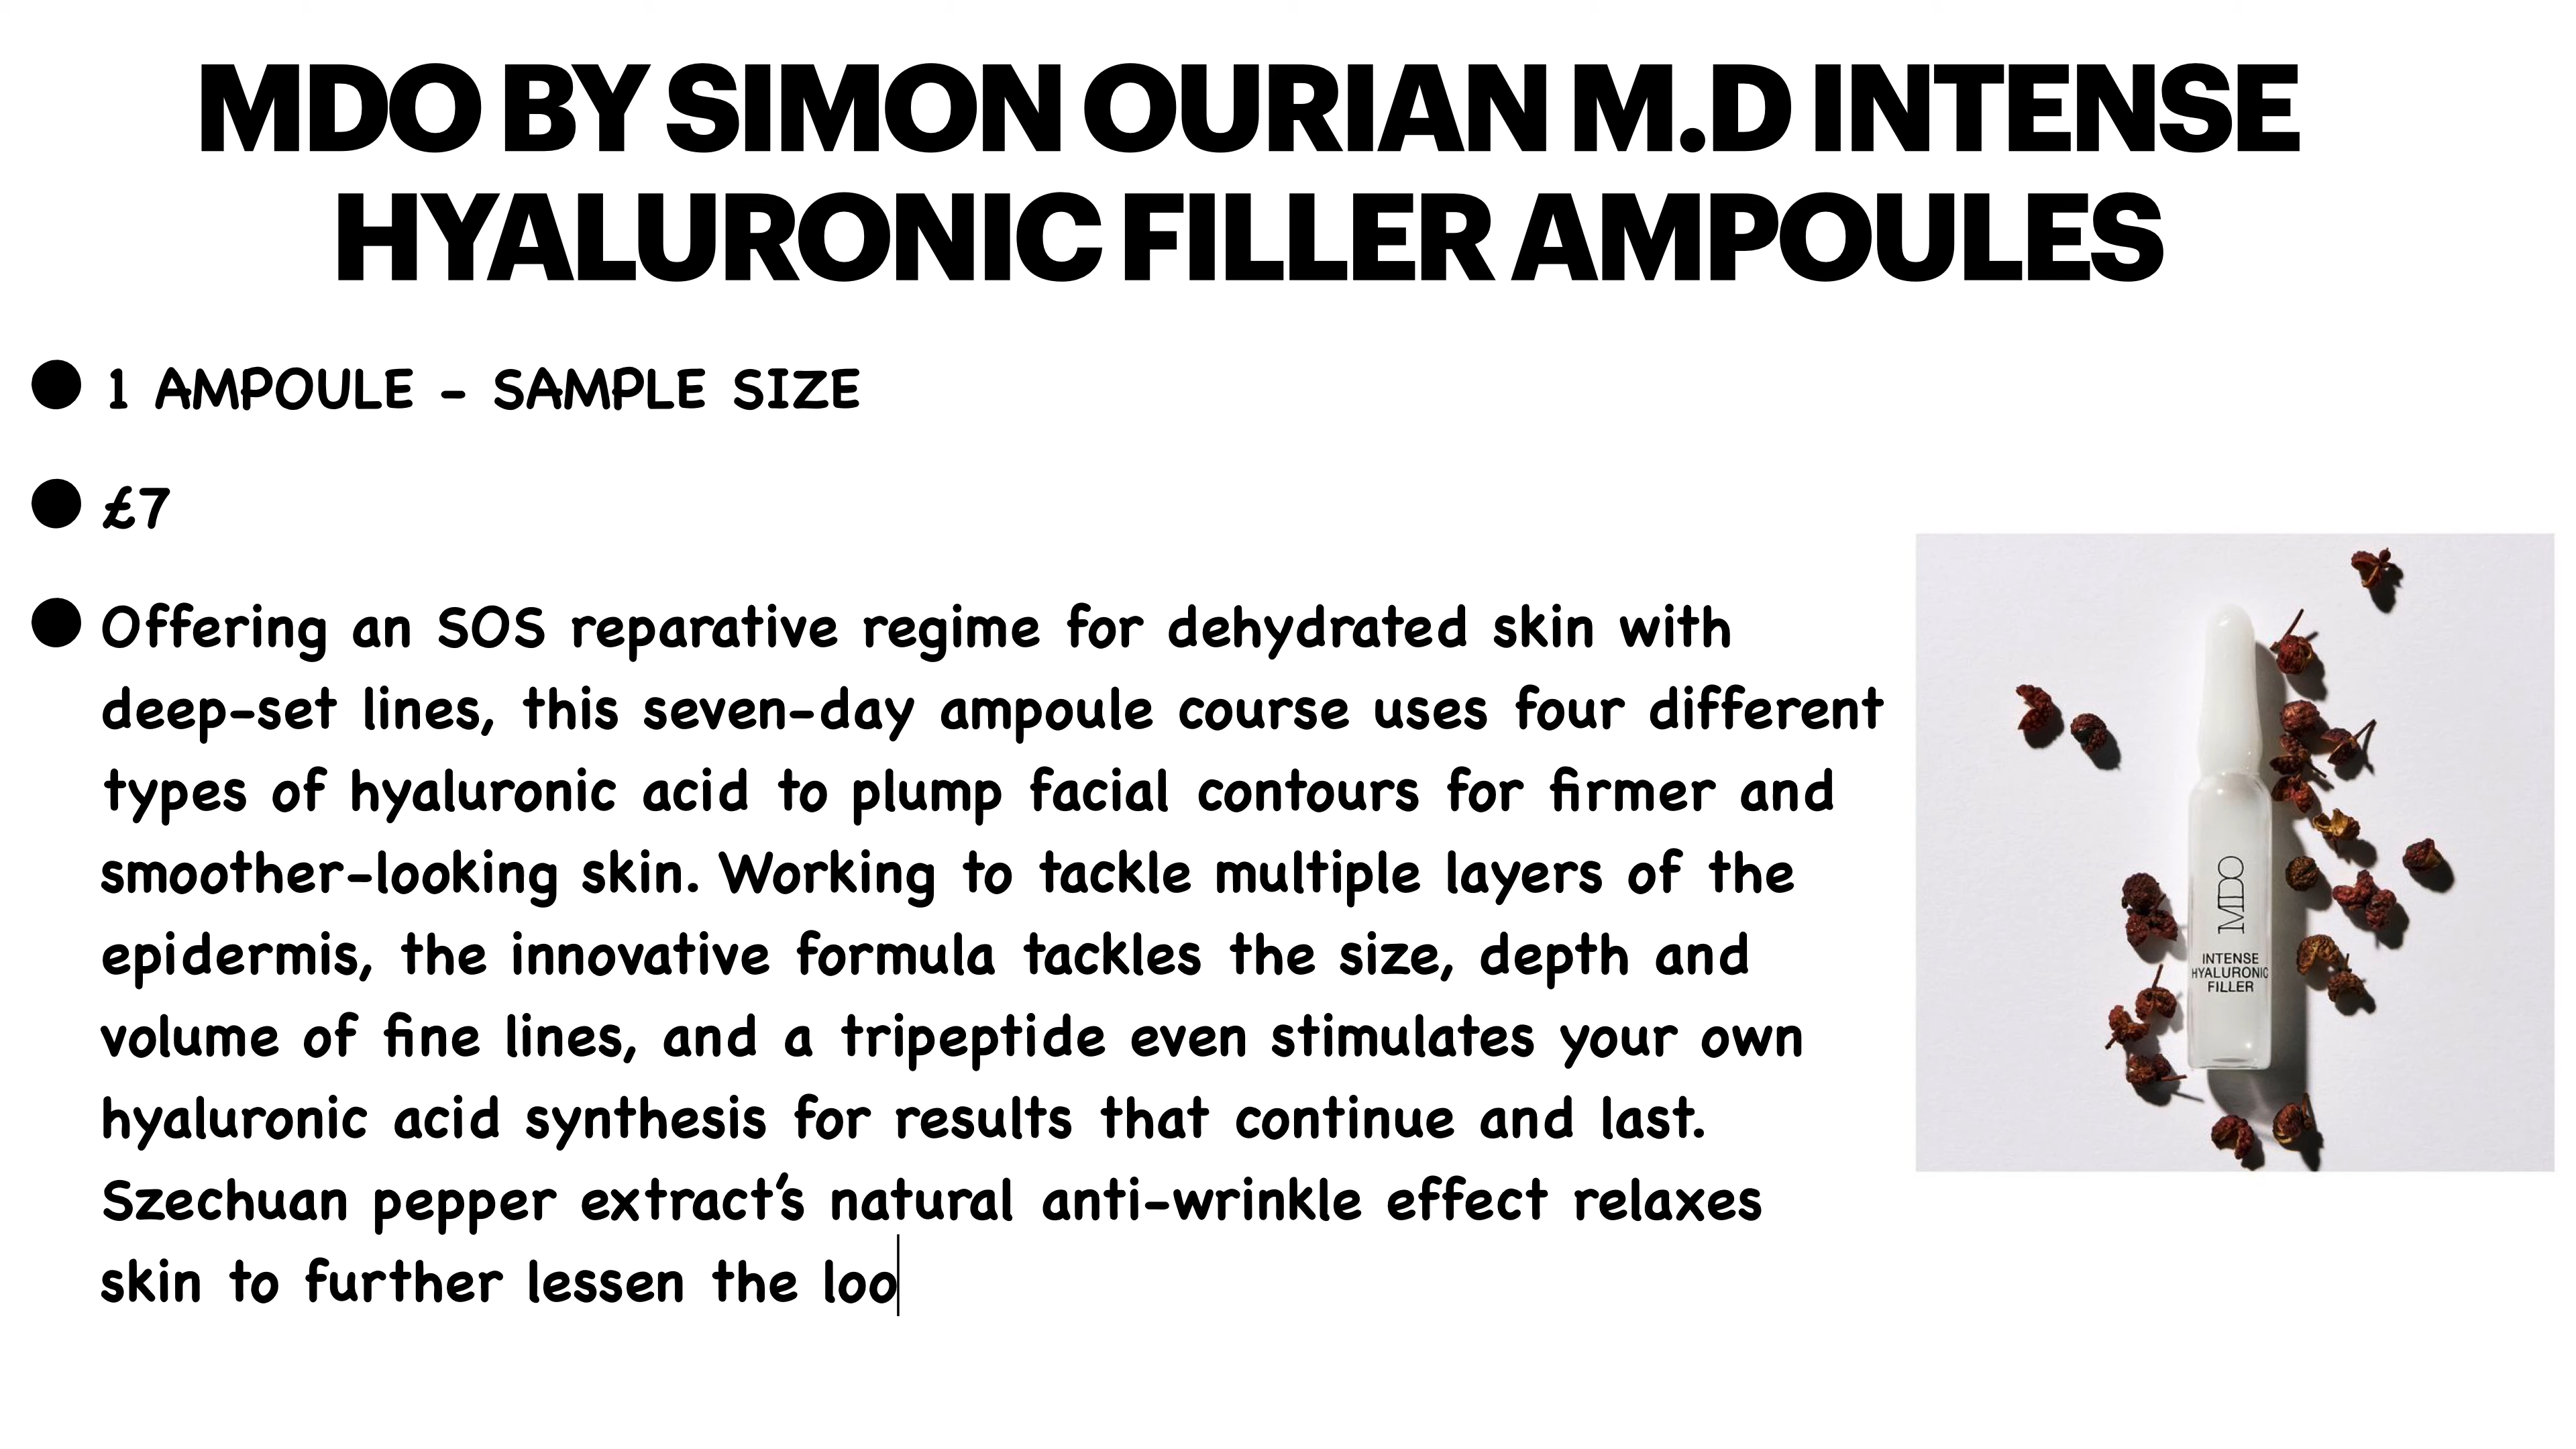 MDO BY SIMON OURIAN M.D INTENSE
HYALURONIC FILLER AMPOULES
● 1 AMPOULE - SAMPLE SIZE
● £7
● Offering an SOS reparative regime for dehydrated skin with
deep-set lines, this seven-day ampoule course uses four different
types of hyaluronic acid to plump facial contours for firmer and
smoother-looking skin. Working to tackle multiple layers of the
epidermis, the innovative formula tackles the size, depth and
volume of fine lines, and a tripeptide even stimulates your own
hyaluronic acid synthesis for results that continue and last.
Szechuan pepper extract’s natural anti-wrinkle effect relaxes
skin to further lessen the loo
MDO
INTENSE
HYALURONIC
FILLER